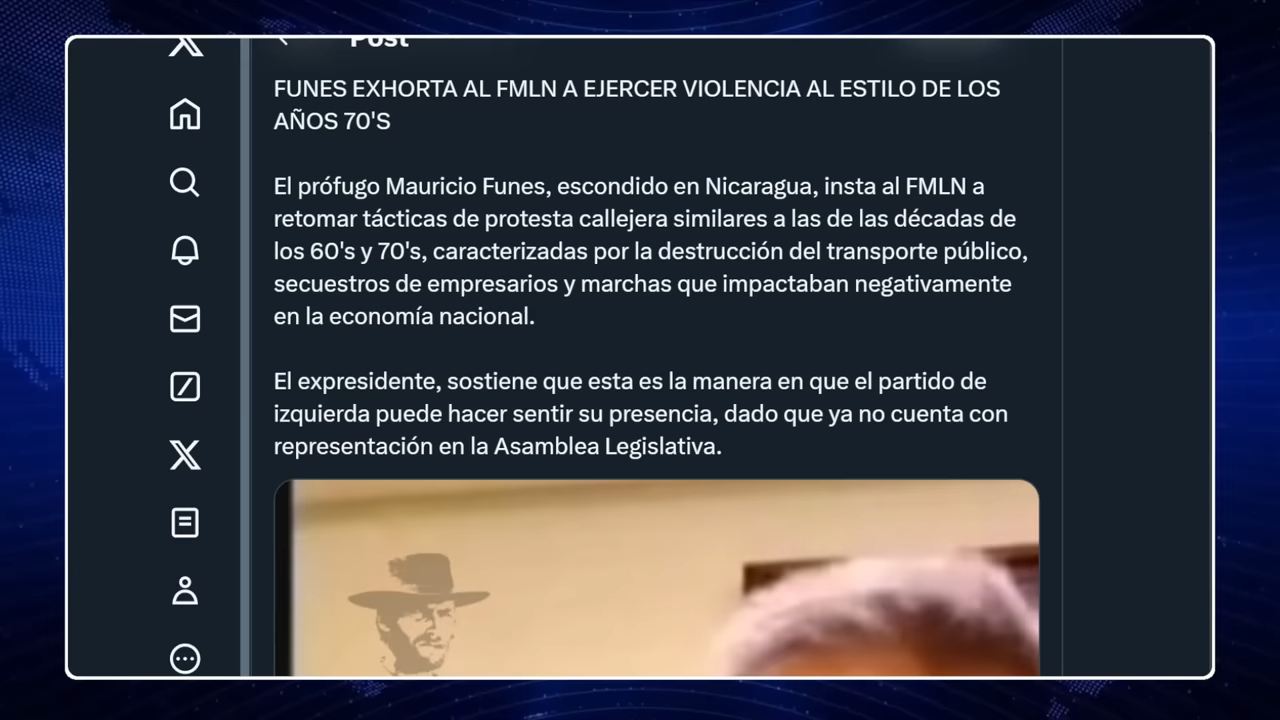 Post
FUNES EXHORTA AL FMLN A EJERCER VIOLENCIA AL ESTILO DE LOS
AÑOS 70'S
El prófugo Mauricio Funes, escondido en Nicaragua, insta al FMLN a
retomar tácticas de protesta callejera similares a las de las décadas de
los 60's y 70's, caracterizadas por la destrucción del transporte público,
secuestros de empresarios y marchas que impactaban negativamente
en la economía nacional.
El expresidente, sostiene que esta es la manera en que el partido de
izquierda puede hacer sentir su presencia, dado que ya no cuenta con
representación en la Asamblea Legislativa.